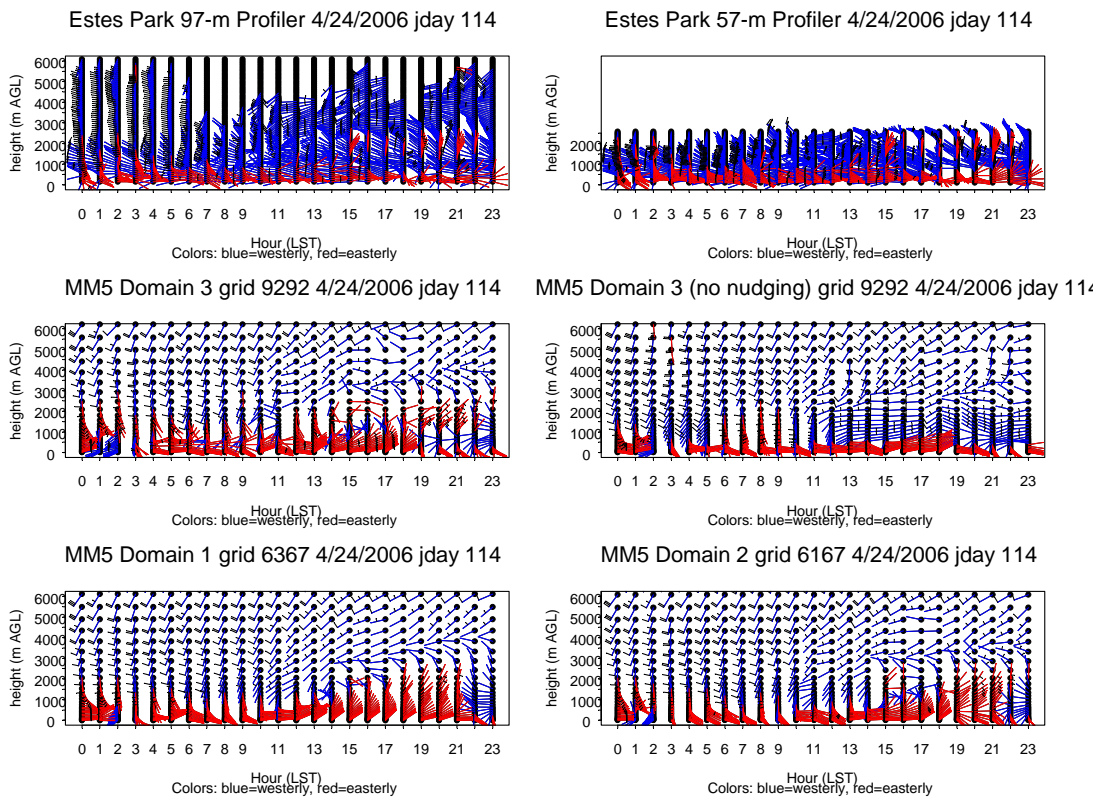 Estes Park 97-m Profiler 4/24/2006 jday 114
height (m AGL)
6000
5000
4000
3000
2000
1000
0
0 1 2 3 4 5 6 7 8 9 11 13 15 17 19 21 23
Hour (LST)
Colors: blue=westerly, red=easterly
Estes Park 57-m Profiler 4/24/2006 jday 114
height (m AGL)
2000
1000
0
0 1 2 3 4 5 6 7 8 9 11 13 15 17 19 21 23
Hour (LST)
Colors: blue=westerly, red=easterly
MM5 Domain 3 grid 9292 4/24/2006 jday 114
height (m AGL)
6000
5000
4000
3000
2000
1000
0
0 1 2 3 4 5 6 7 8 9 11 13 15 17 19 21 23
Hour (LST)
Colors: blue=westerly, red=easterly
MM5 Domain 3 (no nudging) grid 9292 4/24/2006 jday 114
height (m AGL)
6000
5000
4000
3000
2000
1000
0
0 1 2 3 4 5 6 7 8 9 11 13 15 17 19 21 23
Hour (LST)
Colors: blue=westerly, red=easterly
MM5 Domain 1 grid 6367 4/24/2006 jday 114
height (m AGL)
6000
5000
4000
3000
2000
1000
0
0 1 2 3 4 5 6 7 8 9 11 13 15 17 19 21 23
Hour (LST)
Colors: blue=westerly, red=easterly
MM5 Domain 2 grid 6167 4/24/2006 jday 114
height (m AGL)
6000
5000
4000
3000
2000
1000
0
0 1 2 3 4 5 6 7 8 9 11 13 15 17 19 21 23
Hour (LST)
Colors: blue=westerly, red=easterly